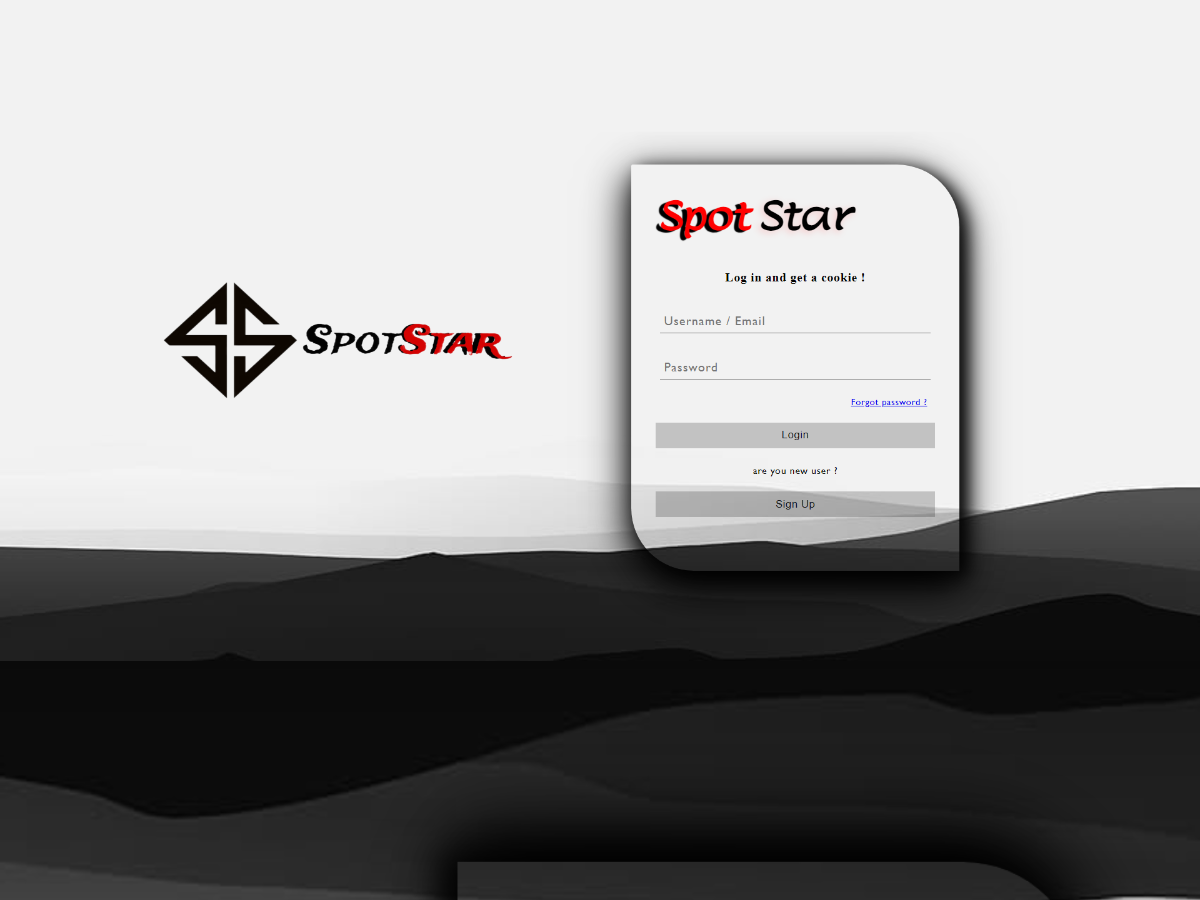 SpotStar
Spot Star
Log in and get a cookie !
Username / Email
Password
Forgot password ?
Login
are you new user ?
Sign Up